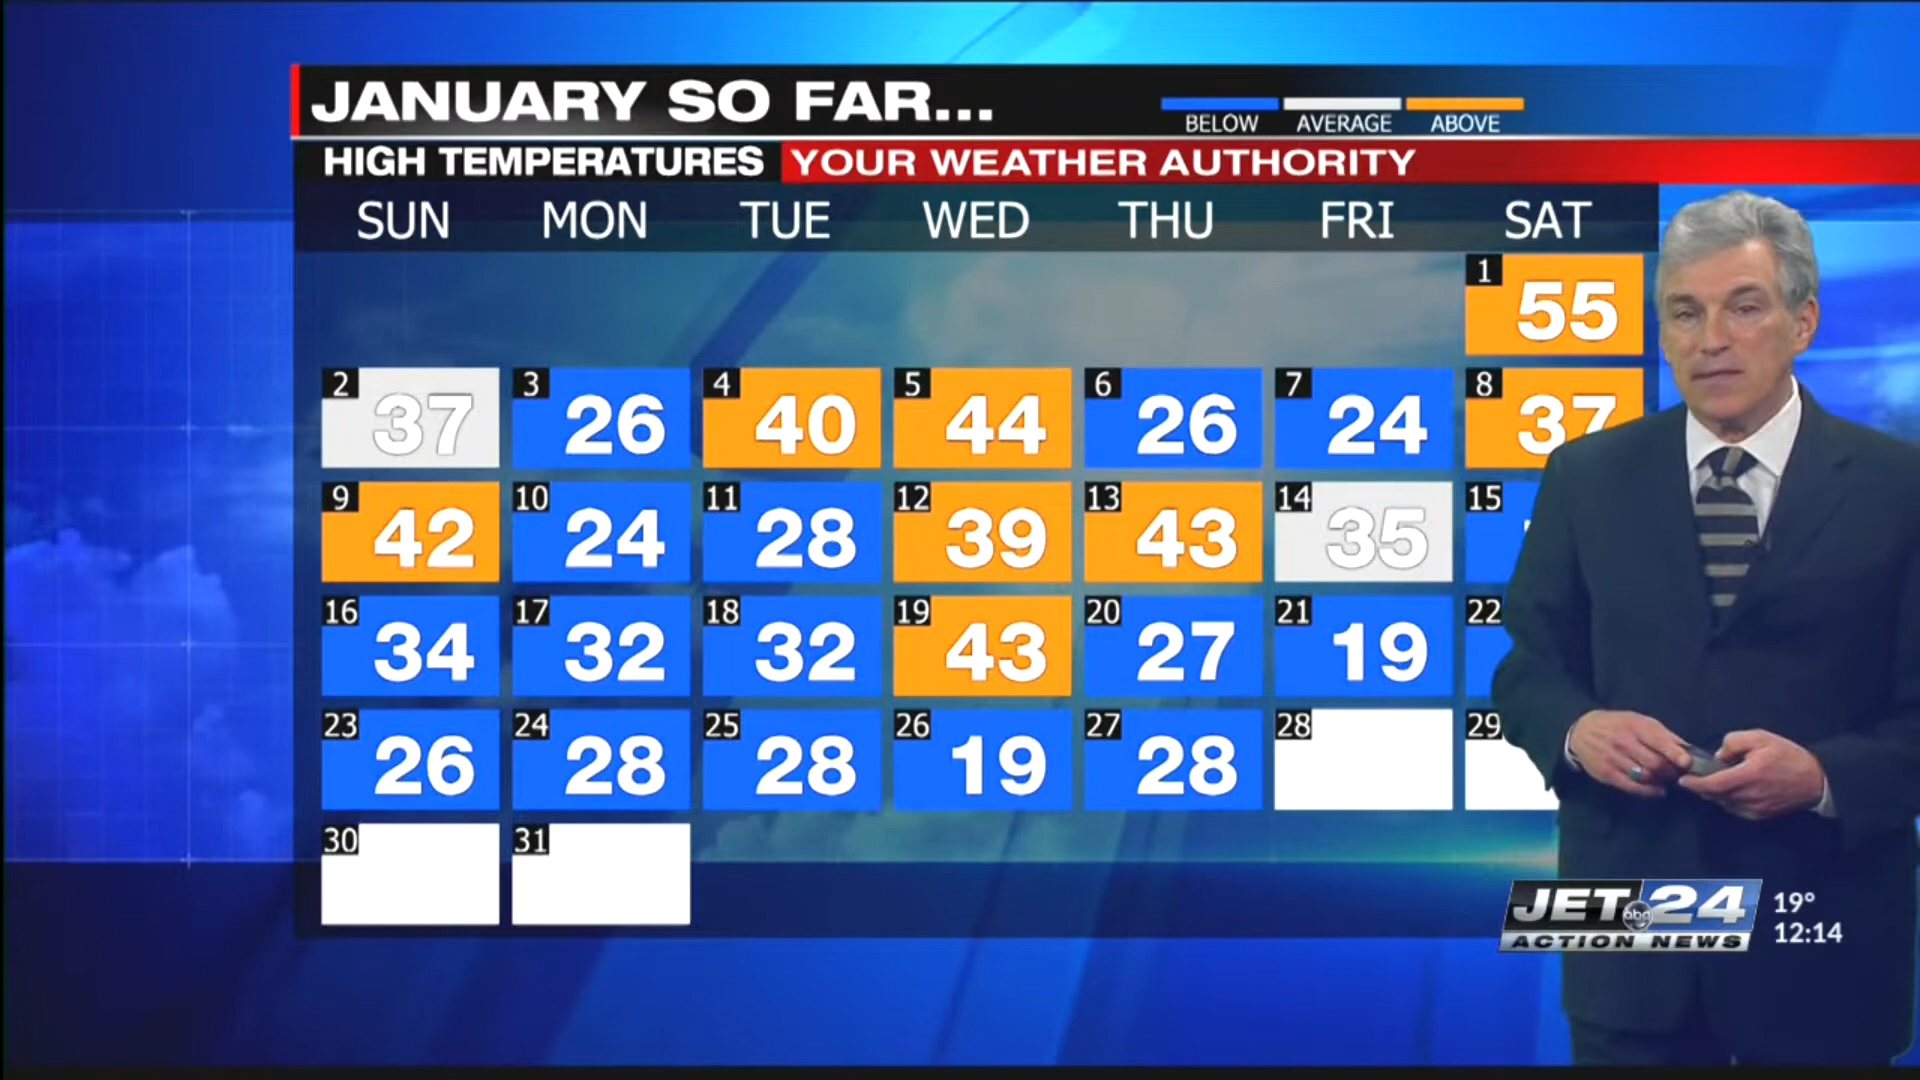 JANUARY SO FAR...
BELOW AVERAGE ABOVE
HIGH TEMPERATURES YOUR WEATHER AUTHORITY
SUN MON TUE WED THU FRI SAT
1 55
2 37 3 26 4 40 5 44 6 26 7 24 8 37
9 42 10 24 11 28 12 39 13 43 14 35 15
16 34 17 32 18 32 19 43 20 27 21 19 22
23 26 24 28 25 28 26 19 27 28 28 29
30 31
JET abc 24
ACTION NEWS
19°
12:14